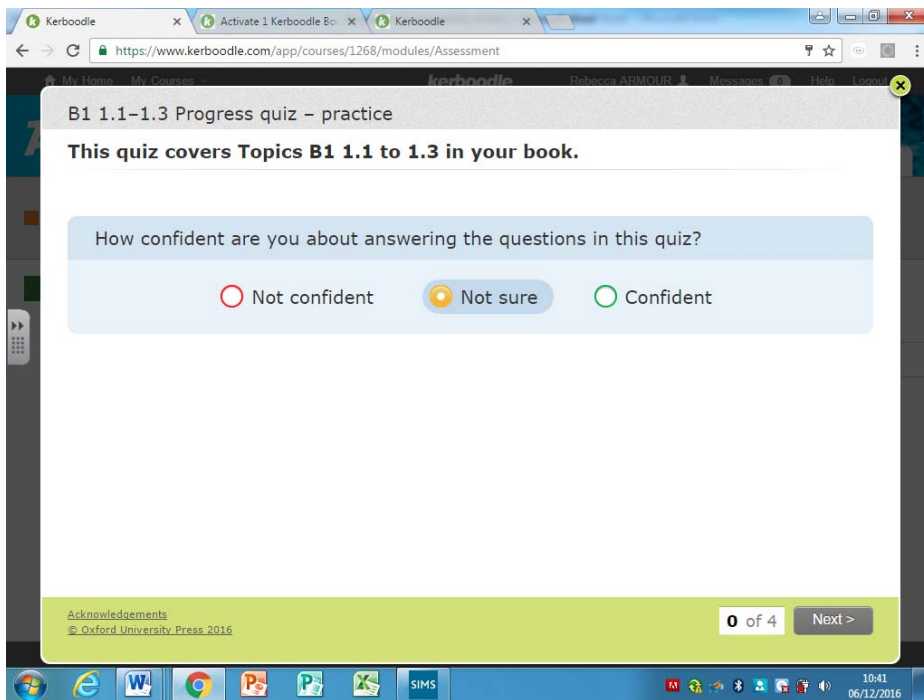 Kerboodle
Activate 1 Kerboodle Bo
Kerboodle
https://www.kerboodle.com/app/courses/1268/modules/Assessment
My Home My Courses kerboodle Rebecca ARMOUR Messages 0 Help Logout
B1 1.1–1.3 Progress quiz – practice
This quiz covers Topics B1 1.1 to 1.3 in your book.
How confident are you about answering the questions in this quiz?
Not confident Not sure Confident
Acknowledgements
© Oxford University Press 2016
0 of 4 Next >
SIMS
10:41
06/12/2016